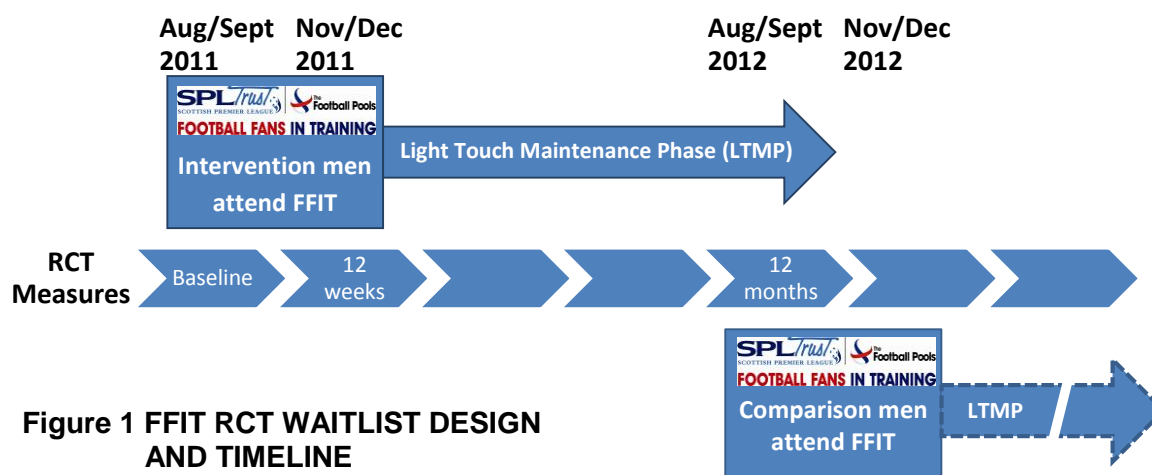 Aug/Sept Nov/Dec Aug/Sept Nov/Dec
2011 2011 2012 2012
SPL Trust The Football Pools
SCOTTISH PREMIER LEAGUE
FOOTBALL FANS IN TRAINING
Intervention men
attend FFIT
Light Touch Maintenance Phase (LTMP)
RCT
Measures
Baseline
12
weeks
12
months
SPL Trust The Football Pools
SCOTTISH PREMIER LEAGUE
FOOTBALL FANS IN TRAINING
Comparison men
attend FFIT
LTMP
Figure 1 FFIT RCT WAITLIST DESIGN
AND TIMELINE